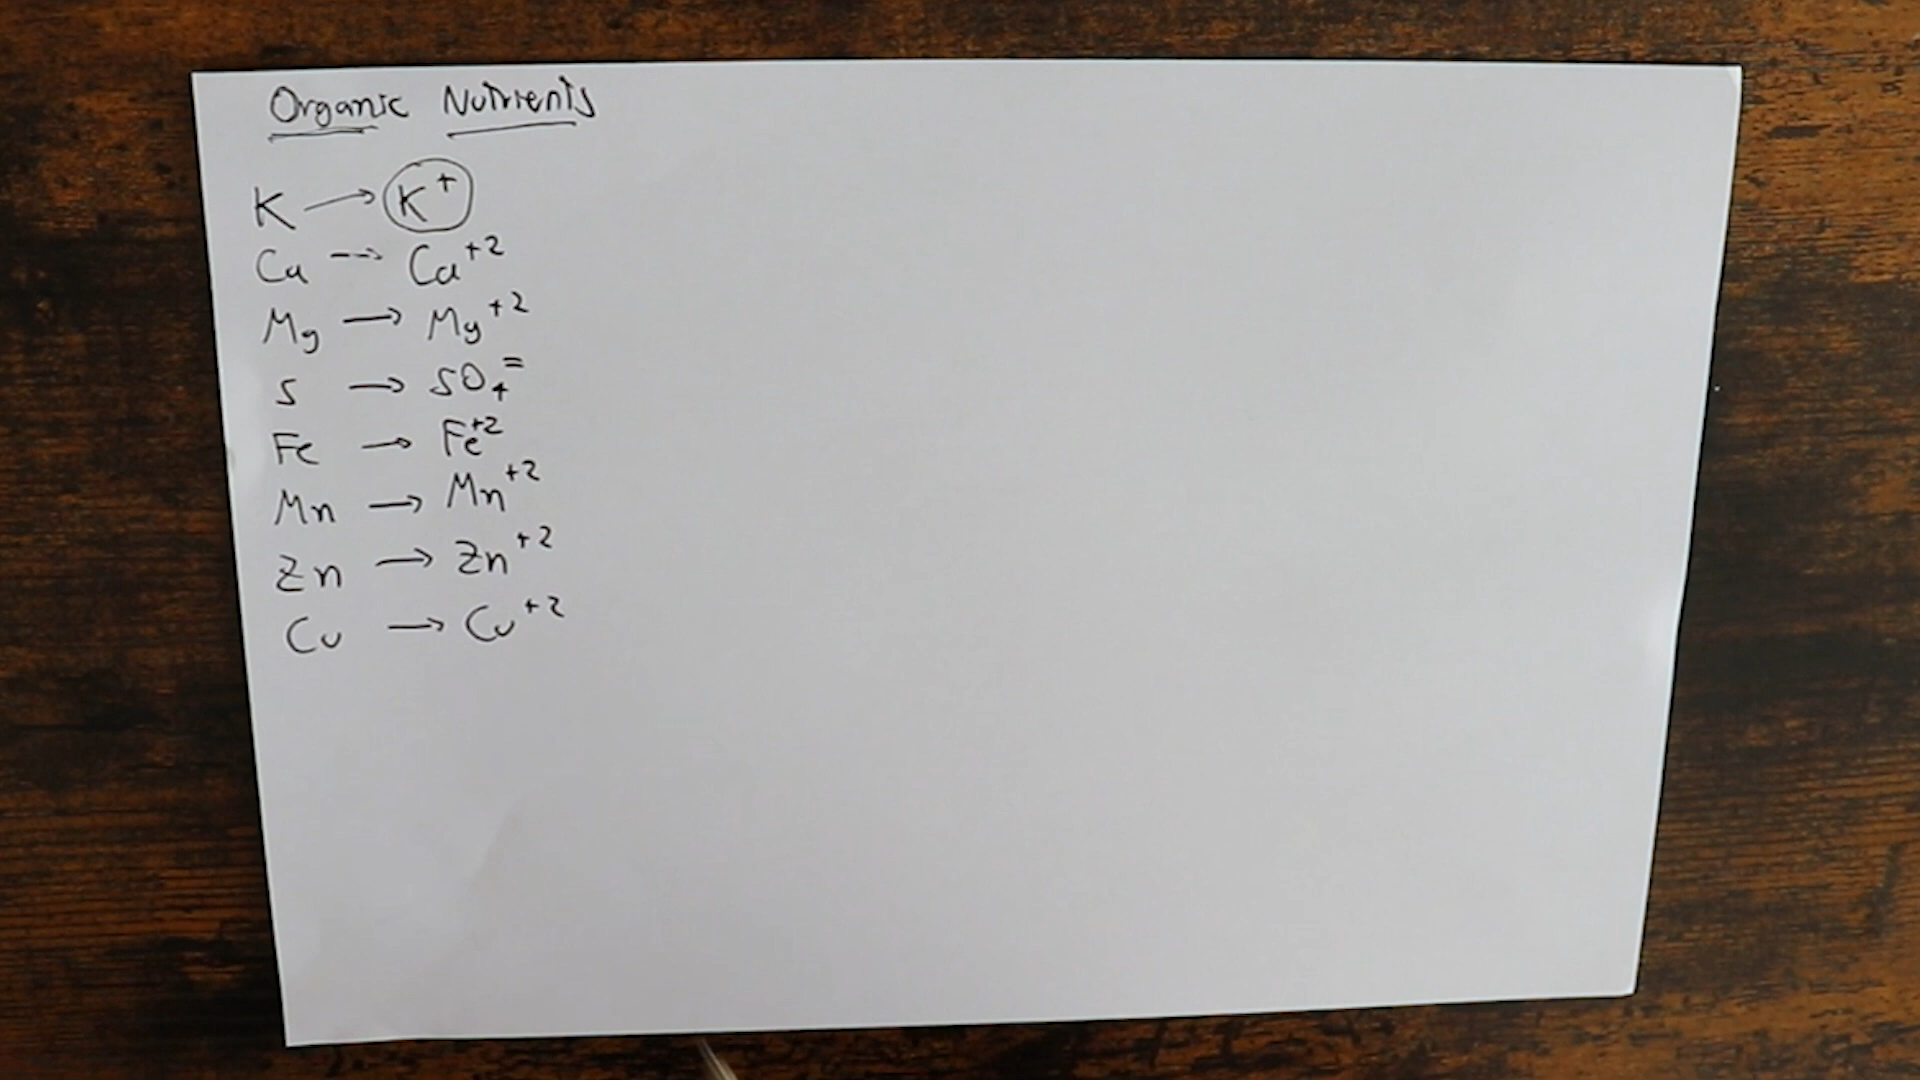 Organic Nutrients
K → K⁺
Ca → Ca⁺²
Mg → Mg⁺²
S → SO₄⁼
Fe → Fe⁺²
Mn → Mn⁺²
Zn → Zn⁺²
Cu → Cu⁺²